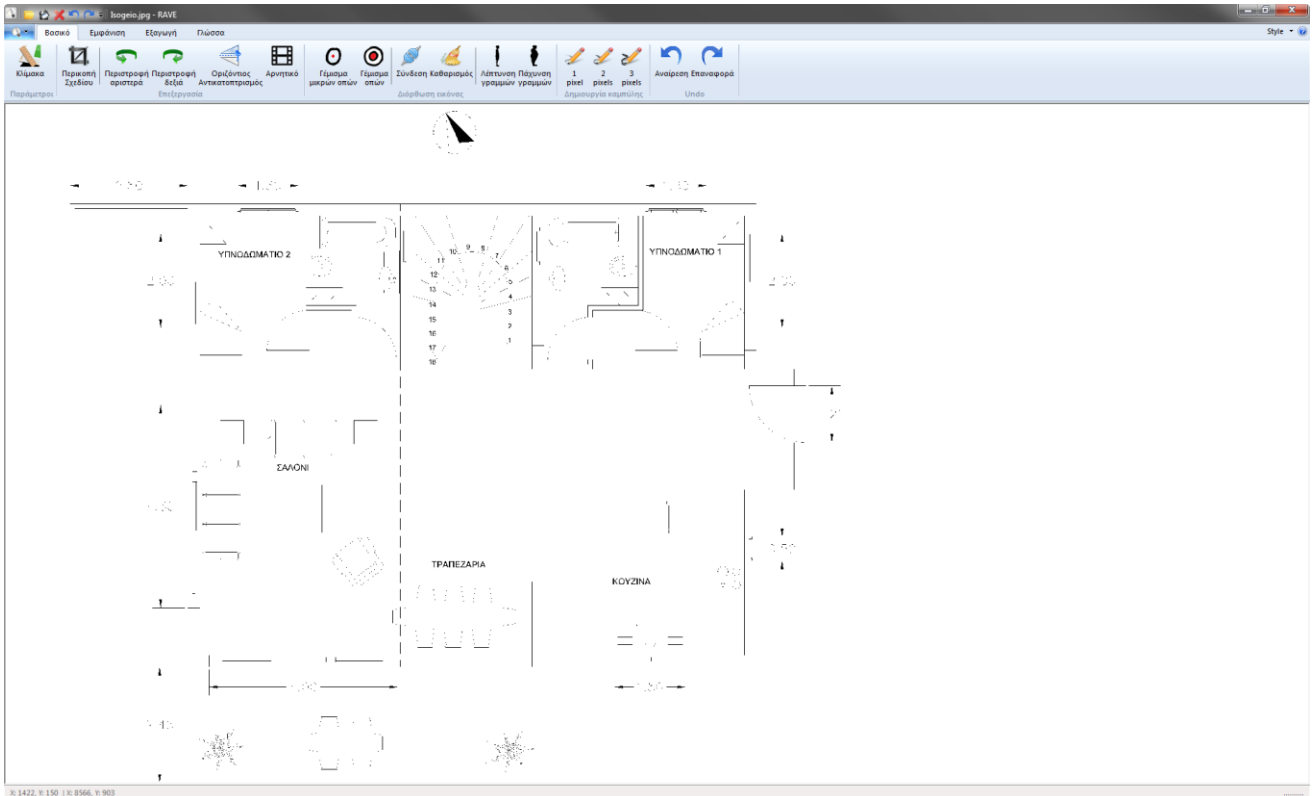 Isogeio.jpg - RAVE
Βασικό Εμφάνιση Εξαγωγή Γλώσσα Style
Κλίμακα
Περικοπή Σχεδίου
Περιστροφή αριστερά
Περιστροφή δεξιά
Οριζόντιος Αντικατοπτρισμός
Αρνητικό
Γέμισμα μικρών οπών
Γέμισμα οπών
Σύνδεση
Καθαρισμός
Λέπτυνση γραμμών
Πάχυνση γραμμών
1 pixel
2 pixels
3 pixels
Αναίρεση
Επαναφορά
Παράμετροι Επεξεργασία Διόρθωση εικόνας Δημιουργία καμπύλης Undo
ΥΠΝΟΔΩΜΑΤΙΟ 2
ΥΠΝΟΔΩΜΑΤΙΟ 1
10 9 8
11 7
12 6
13 5
14 4
15 3
16 2
17 1
18
ΣΑΛΟΝΙ
ΤΡΑΠΕΖΑΡΙΑ
ΚΟΥΖΙΝΑ
X: 1422, Y: 150 | X: 8566, Y: 903